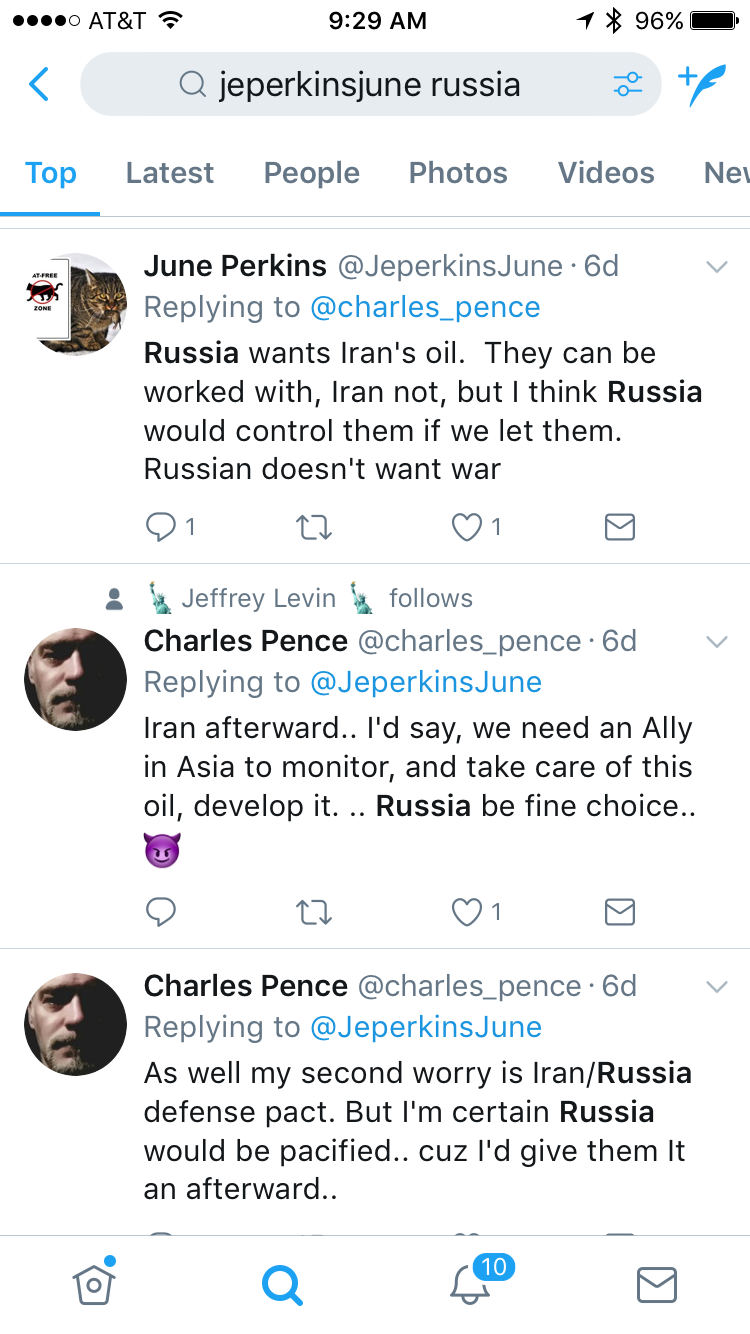 AT&T 9:29 AM 96%
jeperkinsjune russia
Top Latest People Photos Videos Nev
AT-FREE
ZONE
June Perkins @JeperkinsJune · 6d
Replying to @charles_pence
Russia wants Iran's oil.  They can be
worked with, Iran not, but I think Russia
would control them if we let them.
Russian doesn't want war
1 1
Jeffrey Levin follows
Charles Pence @charles_pence · 6d
Replying to @JeperkinsJune
Iran afterward.. I'd say, we need an Ally
in Asia to monitor, and take care of this
oil, develop it. .. Russia be fine choice..
😈
1
Charles Pence @charles_pence · 6d
Replying to @JeperkinsJune
As well my second worry is Iran/Russia
defense pact. But I'm certain Russia
would be pacified.. cuz I'd give them It
an afterward..
10